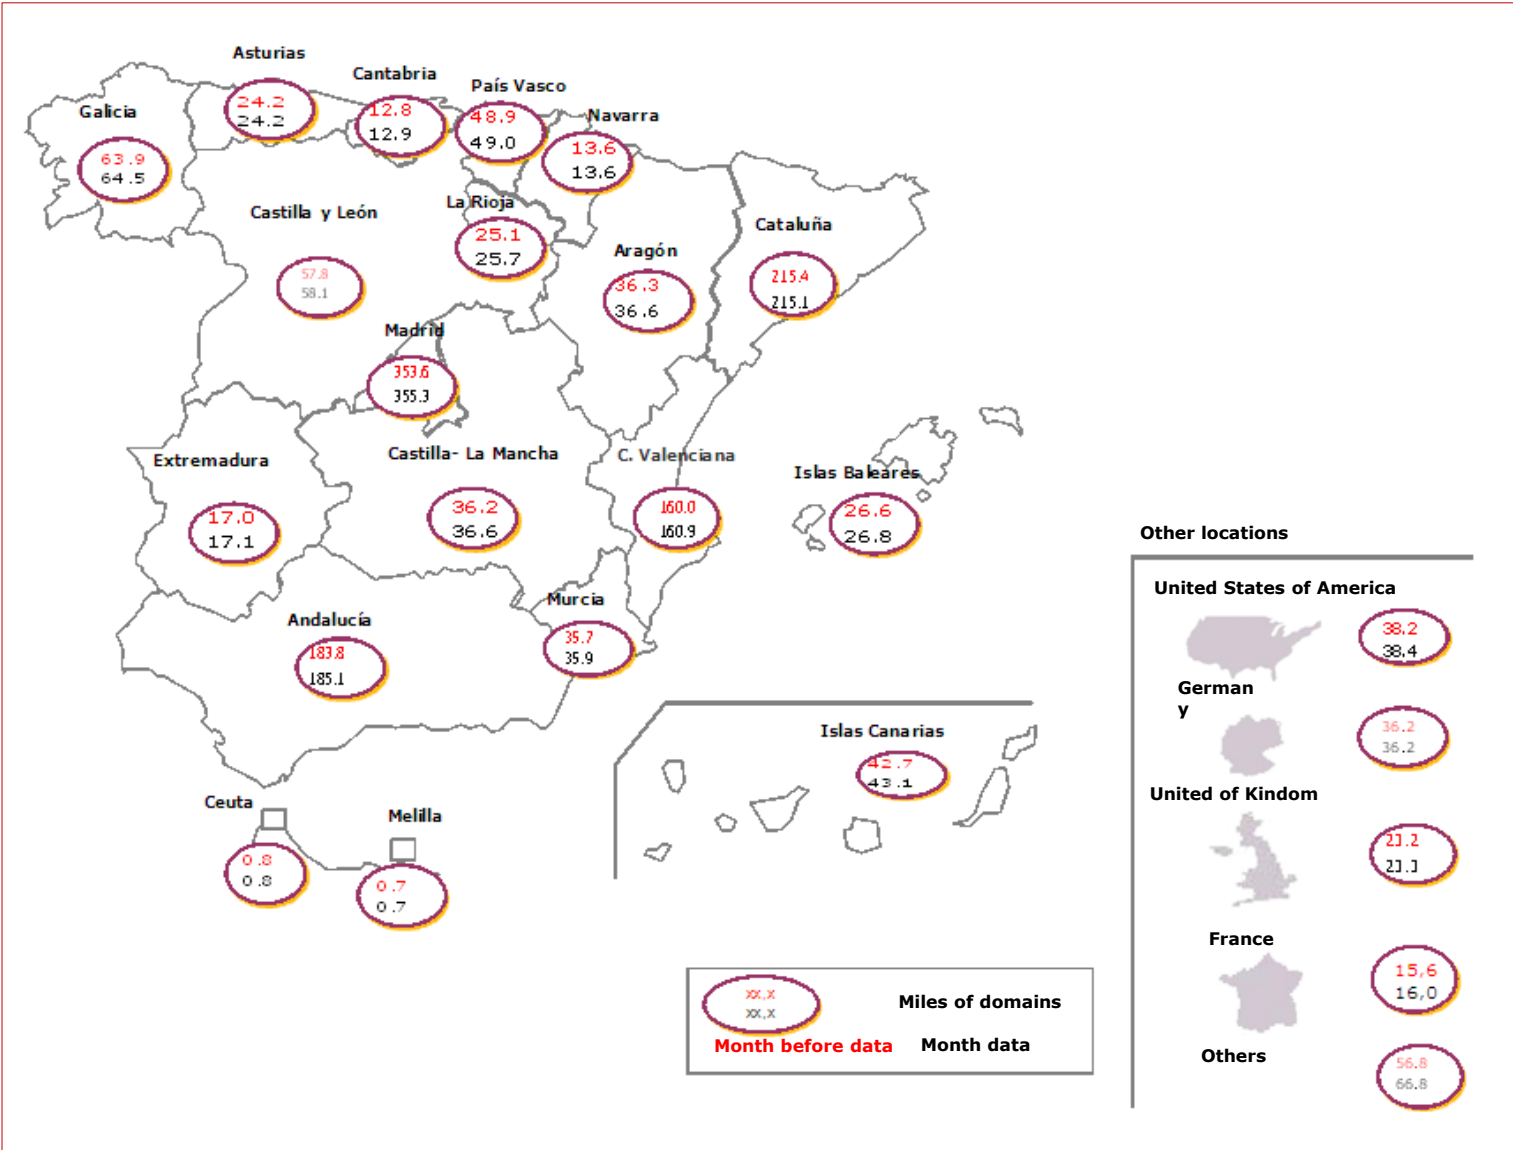 Asturias
24.2
24.2
Cantabria
12.8
12.9
País Vasco
48.9
49.0
Navarra
13.6
13.6
Galicia
63.9
64.5
Castilla y León
57.8
58.1
La Rioja
25.1
25.7
Aragón
36.3
36.6
Cataluña
215.4
215.1
Madrid
353.6
355.3
Extremadura
17.0
17.1
Castilla- La Mancha
36.2
36.6
C. Valenciana
160.0
160.9
Islas Baleares
26.6
26.8
Andalucía
183.8
185.1
Murcia
35.7
35.9
Islas Canarias
42.7
43.1
Ceuta
0.8
0.8
Melilla
0.7
0.7
Other locations
United States of America
38.2
38.4
German
y
36.2
36.2
United of Kindom
23.2
23.3
France
15,6
16,0
Others
56.8
66.8
xx,x
xx,x
Miles of domains
Month before data Month data